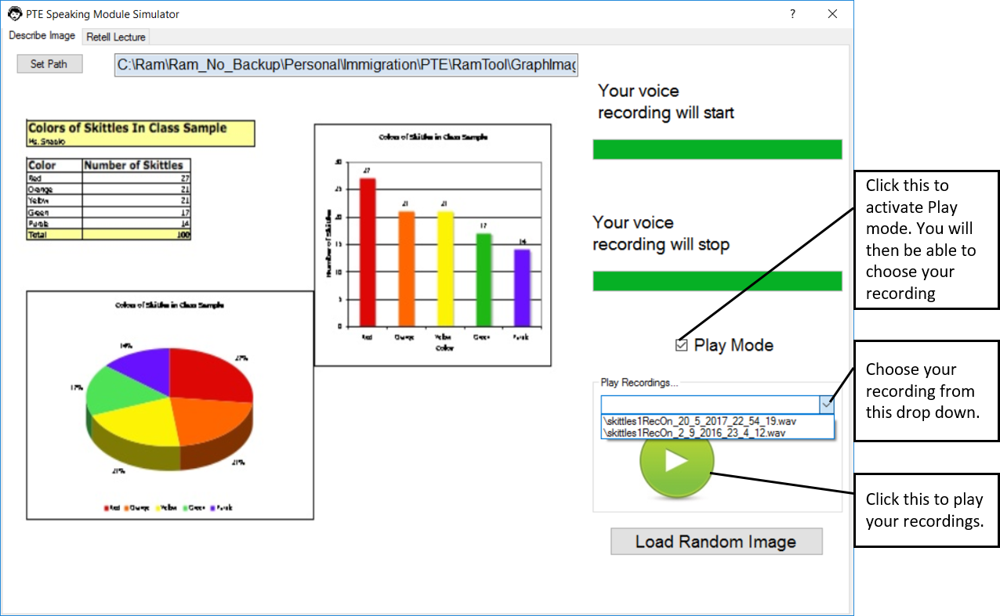 PTE Speaking Module Simulator
?
Describe Image
Retell Lecture
Set Path
C:\Ram\Ram_No_Backup\Personal\Immigration\PTE\RamTool\GraphImag
Colors of Skittles In Class Sample
Color Number of Skittles
Red 27
Orange 21
Yellow 21
Green 17
Purple 14
Total 100
Colors of Skittles in Class Sample
Number of Skittles
30
25
20
15
10
5
0
27
21
21
17
14
Red Orange Yellow Green Purple
Color
Colors of Skittles in Class Sample
14%
27%
17%
21%
21%
Red Orange Yellow Green Purple
Your voice
recording will start
Your voice
recording will stop
Play Mode
Play Recordings...
\skittles1RecOn_20_5_2017_22_54_19.wav
\skittles1RecOn_2_9_2016_23_4_12.wav
Load Random Image
Click this to
activate Play
mode. You will
then be able to
choose your
recording
Choose your
recording from
this drop down.
Click this to play
your recordings.